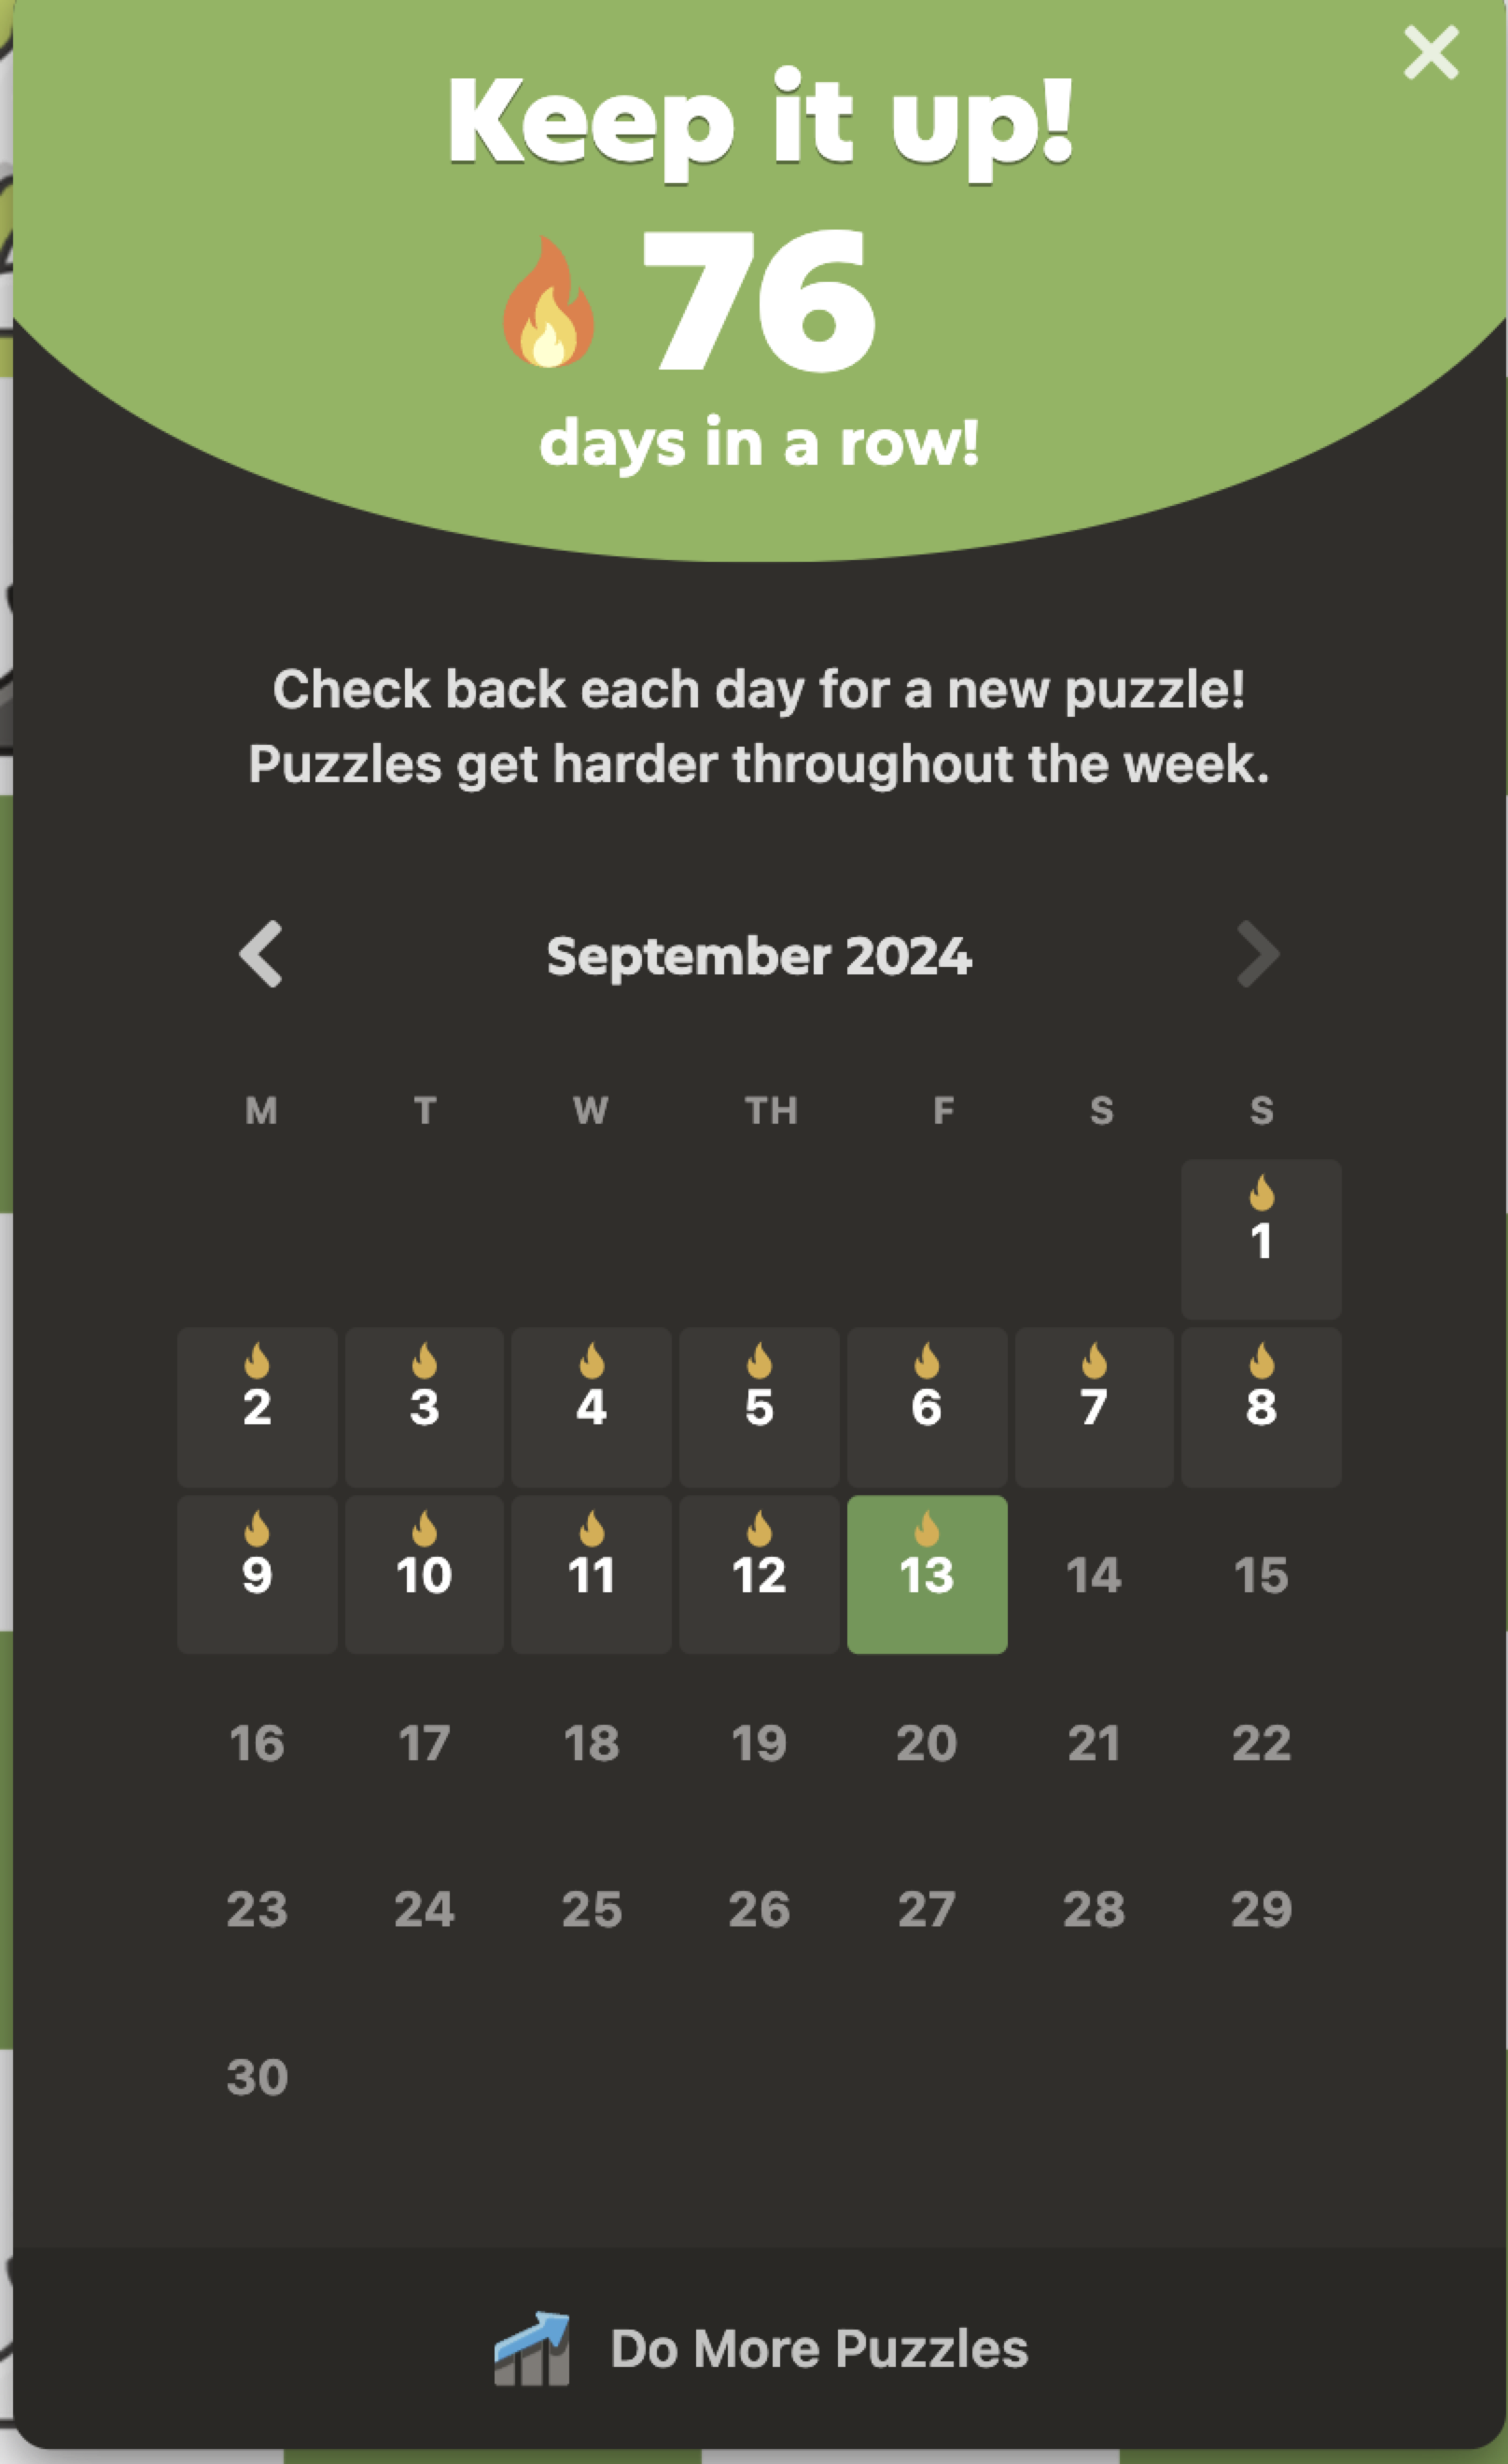 Keep it up!
76
days in a row!
Check back each day for a new puzzle!
Puzzles get harder throughout the week.
September 2024
M T W TH F S S
1
2 3 4 5 6 7 8
9 10 11 12 13 14 15
16 17 18 19 20 21 22
23 24 25 26 27 28 29
30
Do More Puzzles